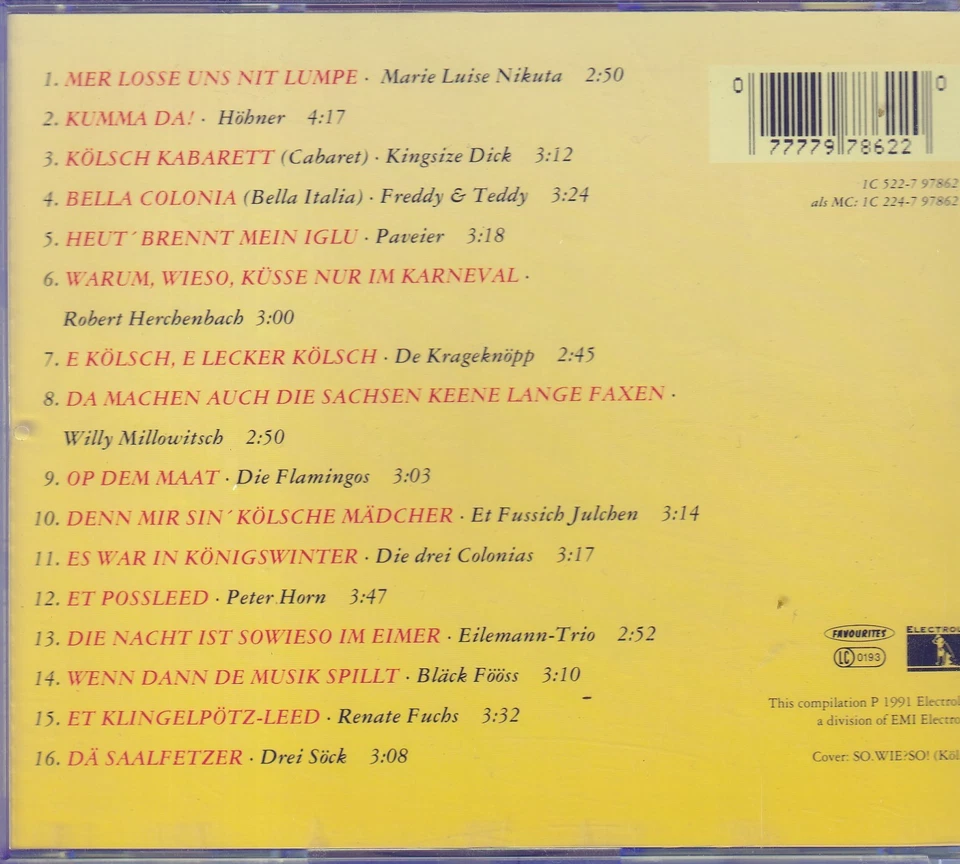 1. MER LOSSE UNS NIT LUMPE · Marie Luise Nikuta 2:50
2. KUMMA DA! · Höhner 4:17
3. KÖLSCH KABARETT (Cabaret) · Kingsize Dick 3:12
4. BELLA COLONIA (Bella Italia) · Freddy & Teddy 3:24
5. HEUT´ BRENNT MEIN IGLU · Paveier 3:18
6. WARUM, WIESO, KÜSSE NUR IM KARNEVAL ·
Robert Herchenbach 3:00
7. E KÖLSCH, E LECKER KÖLSCH · De Krageknöpp 2:45
8. DA MACHEN AUCH DIE SACHSEN KEENE LANGE FAXEN ·
Willy Millowitsch 2:50
9. OP DEM MAAT · Die Flamingos 3:03
10. DENN MIR SIN´ KÖLSCHE MÄDCHER · Et Fussich Julchen 3:14
11. ES WAR IN KÖNIGSWINTER · Die drei Colonias 3:17
12. ET POSSLEED · Peter Horn 3:47
13. DIE NACHT IST SOWIESO IM EIMER · Eilemann-Trio 2:52
14. WENN DANN DE MUSIK SPILLT · Bläck Fööss 3:10
15. ET KLINGELPÖTZ-LEED · Renate Fuchs 3:32
16. DÄ SAALFETZER · Drei Söck 3:08
0 77779 78622 0
1C 522-7 97862
als MC: 1C 224-7 97862
FAVOURITES
LC 0193
ELECTROL
This compilation P 1991 Electrol
a division of EMI Electro
Cover: SO.WIE?SO! (Köl